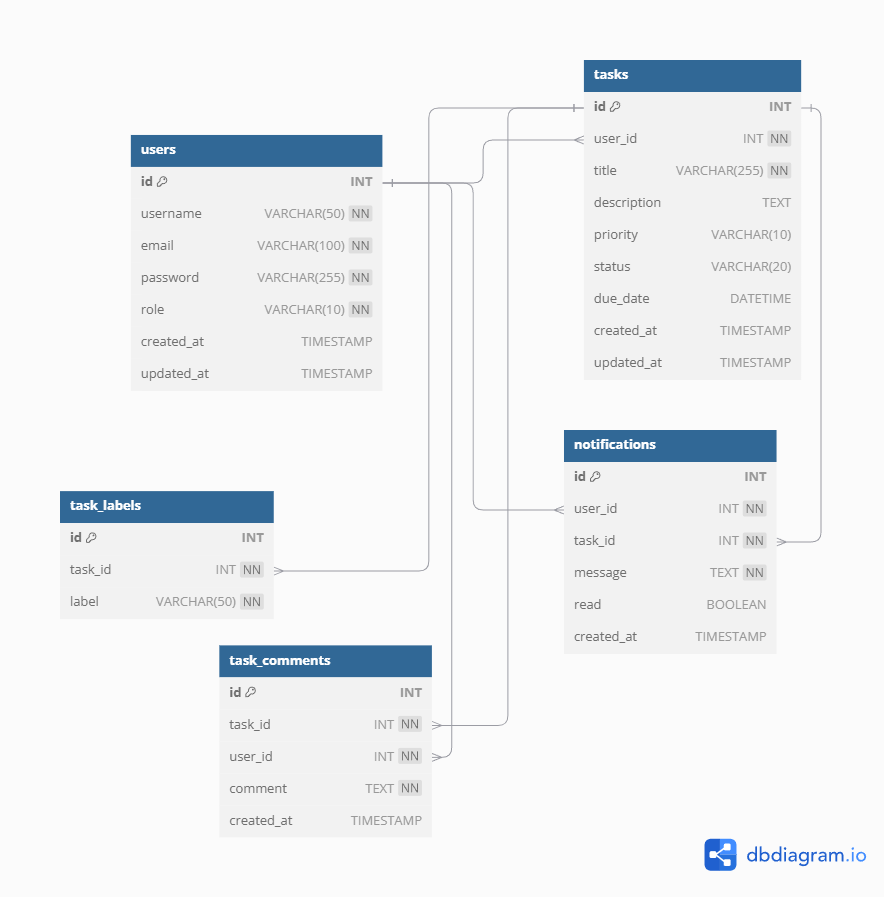 users
id INT
username VARCHAR(50) NN
email VARCHAR(100) NN
password VARCHAR(255) NN
role VARCHAR(10) NN
created_at TIMESTAMP
updated_at TIMESTAMP
tasks
id INT
user_id INT NN
title VARCHAR(255) NN
description TEXT
priority VARCHAR(10)
status VARCHAR(20)
due_date DATETIME
created_at TIMESTAMP
updated_at TIMESTAMP
notifications
id INT
user_id INT NN
task_id INT NN
message TEXT NN
read BOOLEAN
created_at TIMESTAMP
task_labels
id INT
task_id INT NN
label VARCHAR(50) NN
task_comments
id INT
task_id INT NN
user_id INT NN
comment TEXT NN
created_at TIMESTAMP
dbdiagram.io